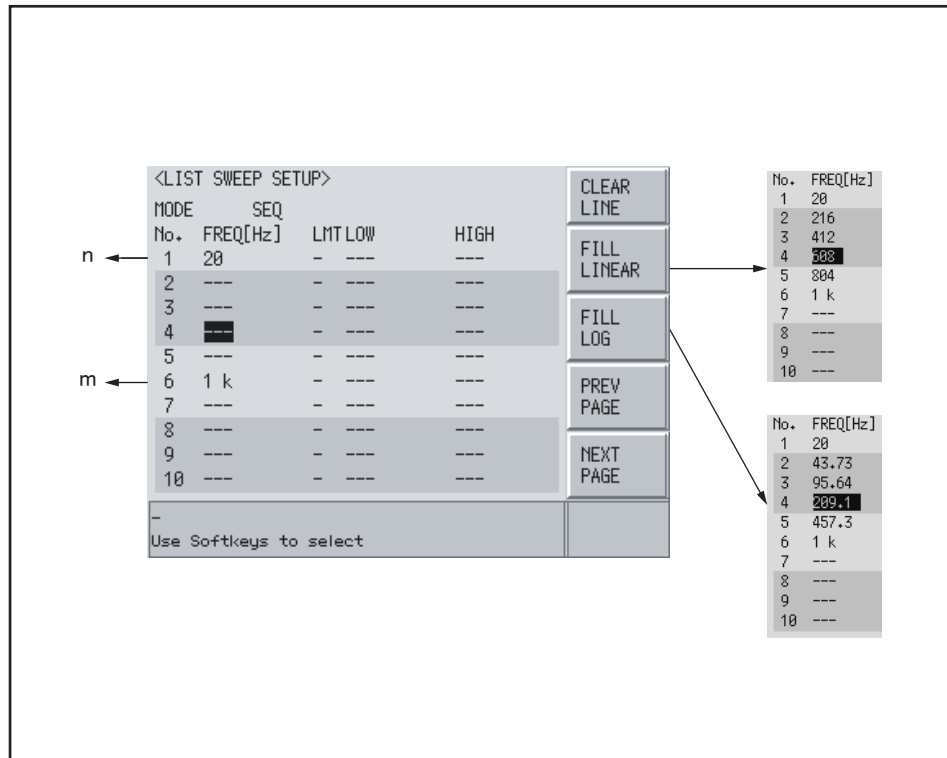 <LIST SWEEP SETUP>
MODE SEQ
No. FREQ[Hz] LMT LOW HIGH
n
1 20 - --- ---
2 --- - --- ---
3 --- - --- ---
4 --- - --- ---
5 --- - --- ---
m
6 1 k - --- ---
7 --- - --- ---
8 --- - --- ---
9 --- - --- ---
10 --- - --- ---
-
Use Softkeys to select
CLEAR
LINE
FILL
LINEAR
FILL
LOG
PREV
PAGE
NEXT
PAGE
No. FREQ[Hz]
1 20
2 216
3 412
4 608
5 804
6 1 k
7 ---
8 ---
9 ---
10 ---
No. FREQ[Hz]
1 20
2 43.73
3 95.64
4 209.1
5 457.3
6 1 k
7 ---
8 ---
9 ---
10 ---